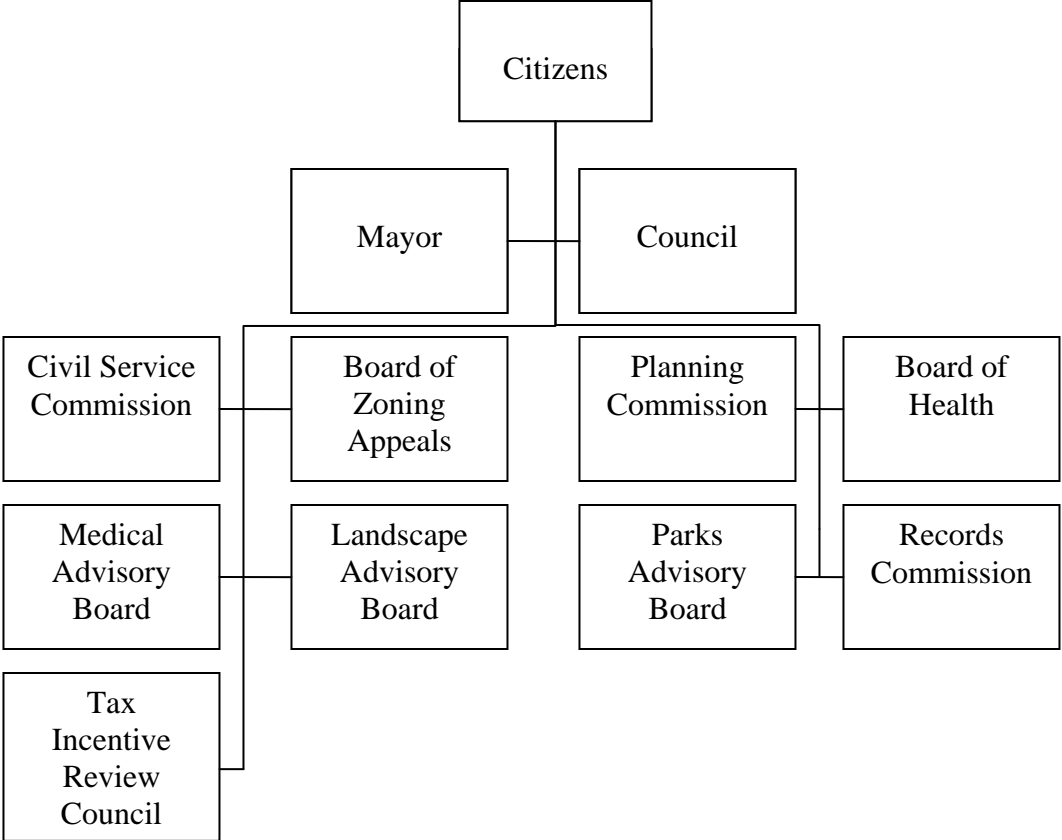 Citizens
Mayor
Council
Civil Service
Commission
Board of
Zoning
Appeals
Planning
Commission
Board of
Health
Medical
Advisory
Board
Landscape
Advisory
Board
Parks
Advisory
Board
Records
Commission
Tax
Incentive
Review
Council